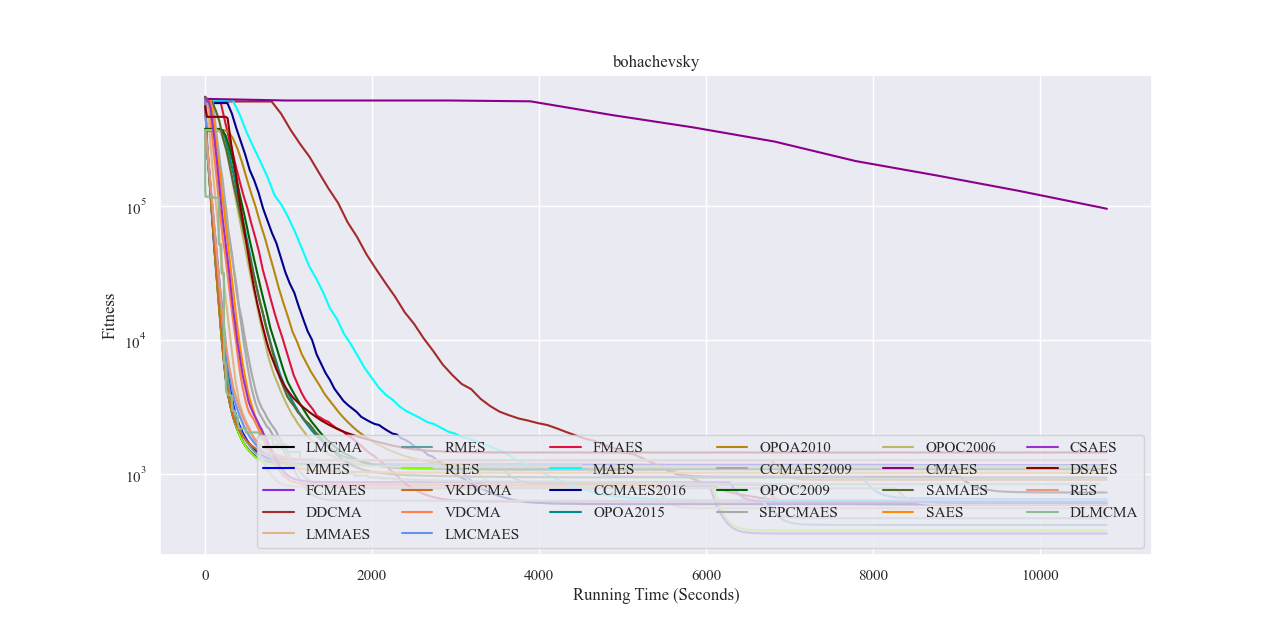 bohachevsky
Fitness
10^5
10^4
10^3
LMCMA RMES FMAES OPOA2010 OPOC2006 CSAES
MMES R1ES MAES CCMAES2009 CMAES DSAES
FCMAES VKDCMA CCMAES2016 OPOC2009 SAMAES RES
DDCMA VDCMA OPOA2015 SEPCMAES SAES DLMCMA
LMMAES LMCMAES
0 2000 4000 6000 8000 10000
Running Time (Seconds)